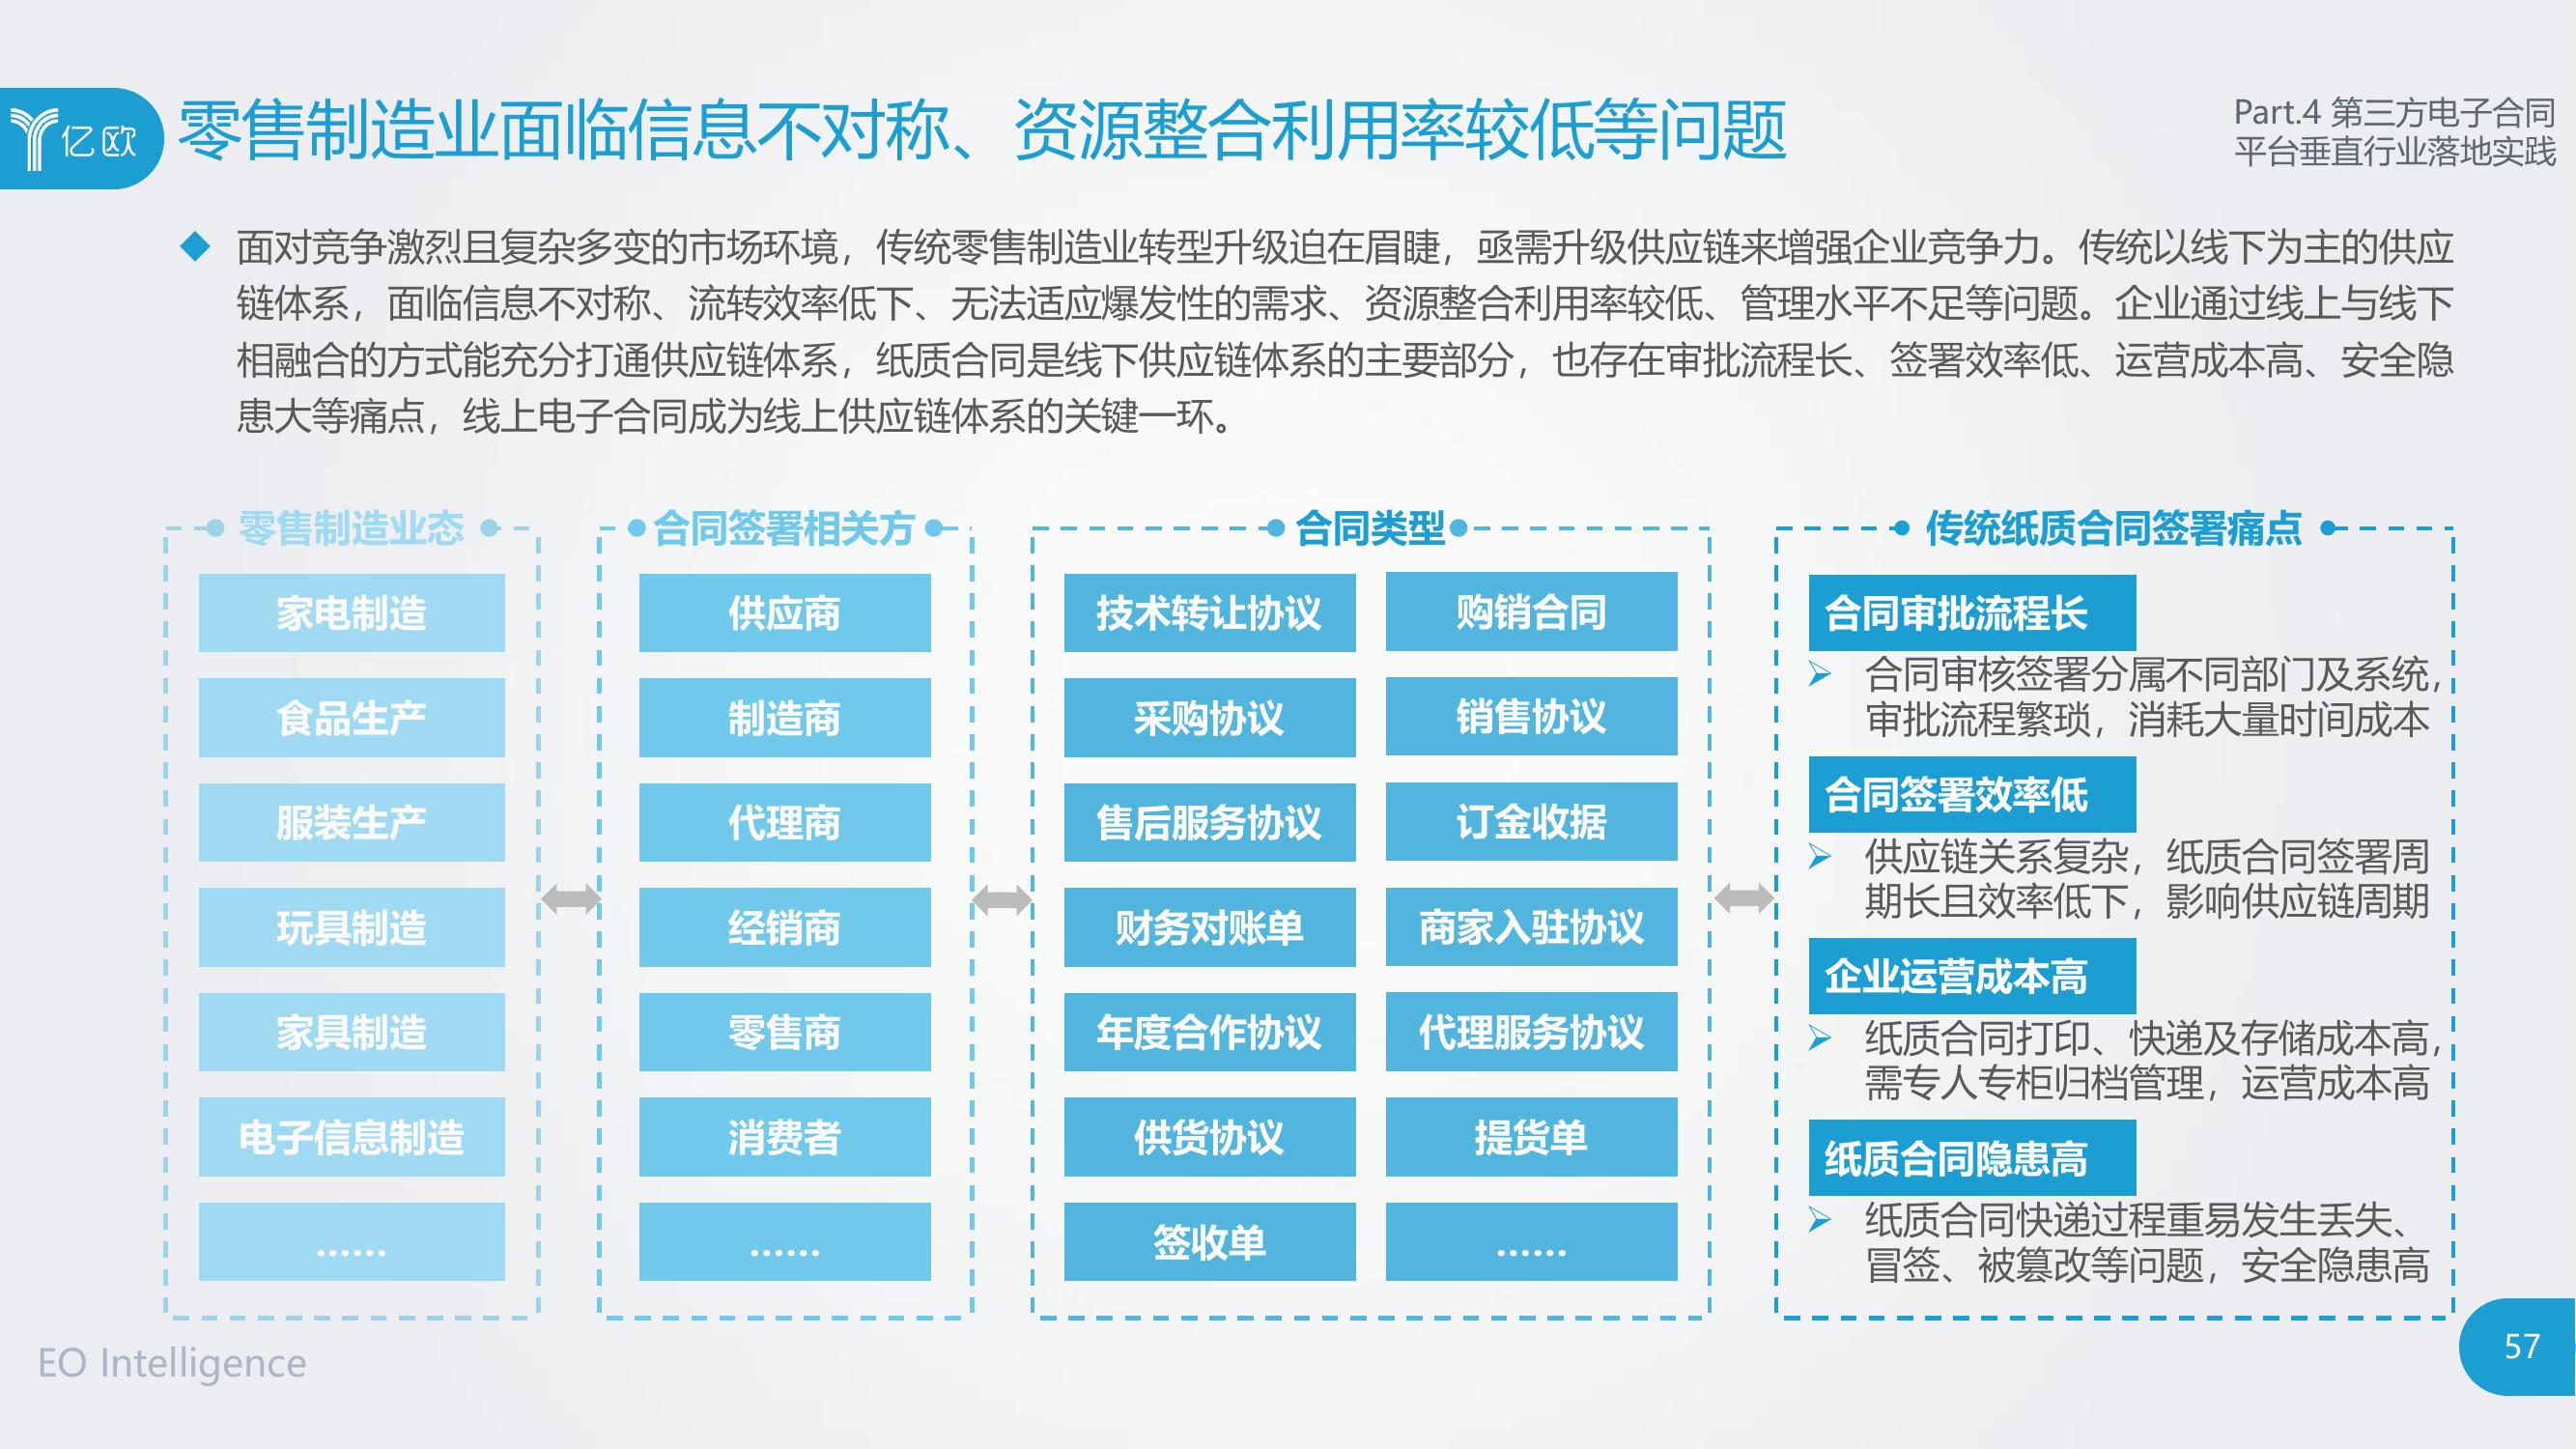 亿欧
零售制造业面临信息不对称、资源整合利用率较低等问题
Part.4 第三方电子合同
平台垂直行业落地实践
面对竞争激烈且复杂多变的市场环境，传统零售制造业转型升级迫在眉睫，亟需升级供应链来增强企业竞争力。传统以线下为主的供应
链体系，面临信息不对称、流转效率低下、无法适应爆发性的需求、资源整合利用率较低、管理水平不足等问题。企业通过线上与线下
相融合的方式能充分打通供应链体系，纸质合同是线下供应链体系的主要部分，也存在审批流程长、签署效率低、运营成本高、安全隐
患大等痛点，线上电子合同成为线上供应链体系的关键一环。
零售制造业态
家电制造
食品生产
服装生产
玩具制造
家具制造
电子信息制造
......
合同签署相关方
供应商
制造商
代理商
经销商
零售商
消费者
......
合同类型
技术转让协议
购销合同
采购协议
销售协议
售后服务协议
订金收据
财务对账单
商家入驻协议
年度合作协议
代理服务协议
供货协议
提货单
签收单
......
传统纸质合同签署痛点
合同审批流程长
合同审核签署分属不同部门及系统，
审批流程繁琐，消耗大量时间成本
合同签署效率低
供应链关系复杂，纸质合同签署周
期长且效率低下，影响供应链周期
企业运营成本高
纸质合同打印、快递及存储成本高，
需专人专柜归档管理，运营成本高
纸质合同隐患高
纸质合同快递过程重易发生丢失、
冒签、被篡改等问题，安全隐患高
EO Intelligence
57